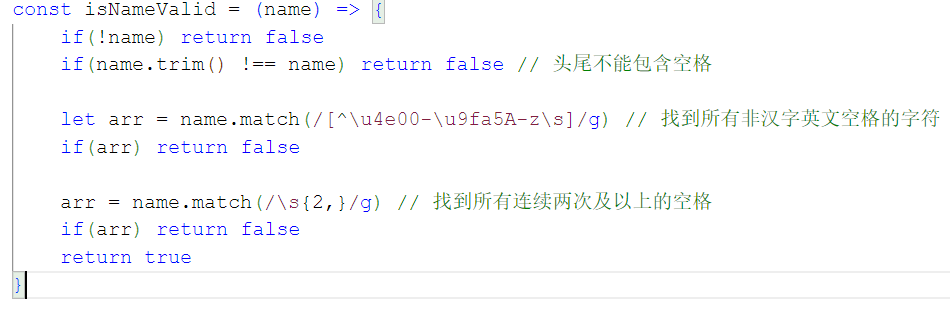 const isNameValid = (name) => {
    if(!name) return false
    if(name.trim() !== name) return false // 头尾不能包含空格
    let arr = name.match(/[^\u4e00-\u9fa5A-z\s]/g) // 找到所有非汉字英文空格的字符
    if(arr) return false
    arr = name.match(/\s{2,}/g) // 找到所有连续两次及以上的空格
    if(arr) return false
    return true
}